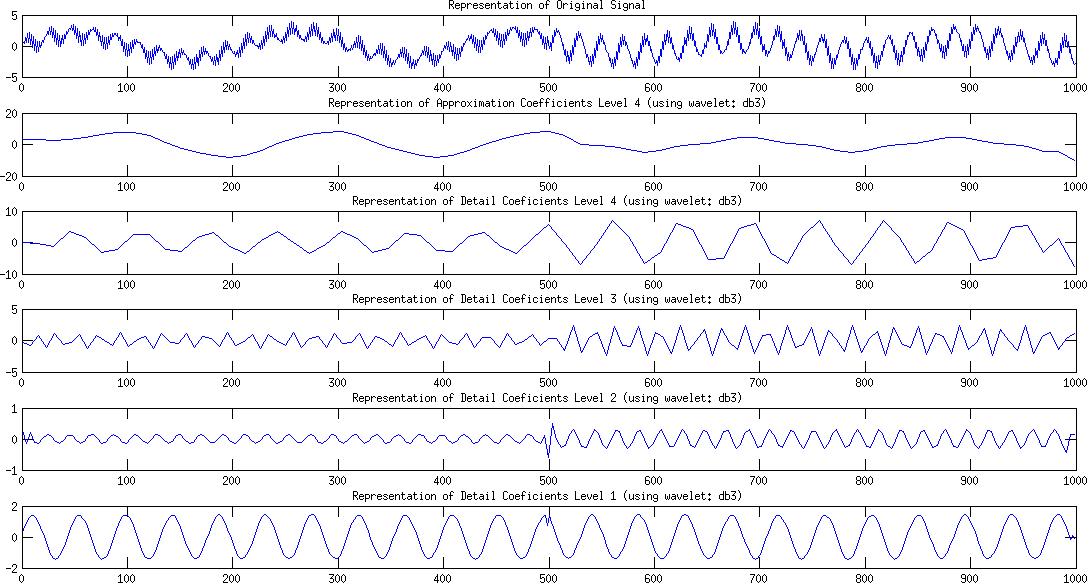 Representation of Original Signal
5
0
-5
0 100 200 300 400 500 600 700 800 900 1000
Representation of Approximation Coefficients Level 4 (using wavelet: db3)
20
0
-20
0 100 200 300 400 500 600 700 800 900 1000
Representation of Detail Coeficients Level 4 (using wavelet: db3)
10
0
-10
0 100 200 300 400 500 600 700 800 900 1000
Representation of Detail Coeficients Level 3 (using wavelet: db3)
5
0
-5
0 100 200 300 400 500 600 700 800 900 1000
Representation of Detail Coeficients Level 2 (using wavelet: db3)
1
0
-1
0 100 200 300 400 500 600 700 800 900 1000
Representation of Detail Coeficients Level 1 (using wavelet: db3)
2
0
-2
0 100 200 300 400 500 600 700 800 900 1000